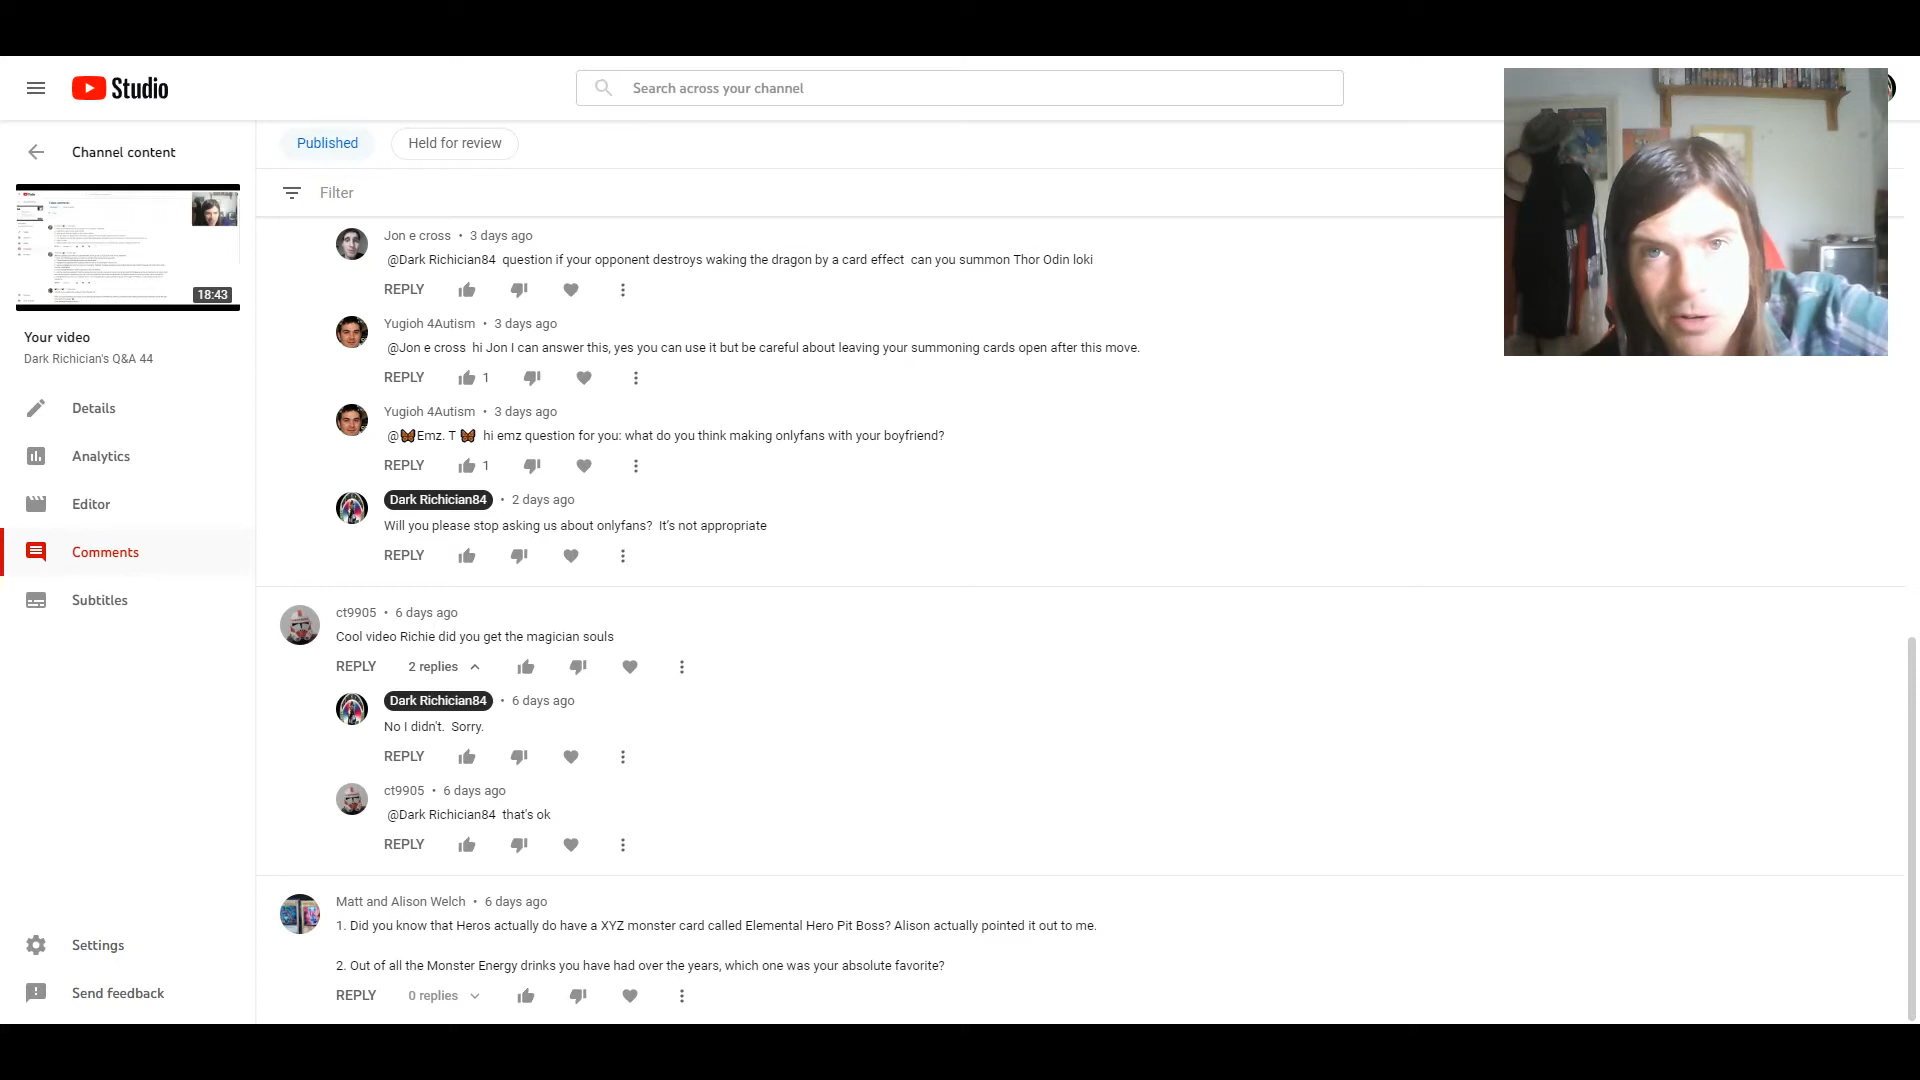 Studio
Search across your channel
Channel content
18:43
Your video
Dark Richician's Q&A 44
Details
Analytics
Editor
Comments
Subtitles
Settings
Send feedback
Published
Held for review
Filter
Jon e cross • 3 days ago
@Dark Richician84 question if your opponent destroys waking the dragon by a card effect can you summon Thor Odin loki
REPLY
Yugioh 4Autism • 3 days ago
@Jon e cross hi Jon I can answer this, yes you can use it but be careful about leaving your summoning cards open after this move.
REPLY 1
Yugioh 4Autism • 3 days ago
@🦋Emz. T 🦋 hi emz question for you: what do you think making onlyfans with your boyfriend?
REPLY 1
Dark Richician84 • 2 days ago
Will you please stop asking us about onlyfans? It's not appropriate
REPLY
ct9905 • 6 days ago
Cool video Richie did you get the magician souls
REPLY 2 replies
Dark Richician84 • 6 days ago
No I didn't. Sorry.
REPLY
ct9905 • 6 days ago
@Dark Richician84 that's ok
REPLY
Matt and Alison Welch • 6 days ago
1. Did you know that Heros actually do have a XYZ monster card called Elemental Hero Pit Boss? Alison actually pointed it out to me.
2. Out of all the Monster Energy drinks you have had over the years, which one was your absolute favorite?
REPLY 0 replies